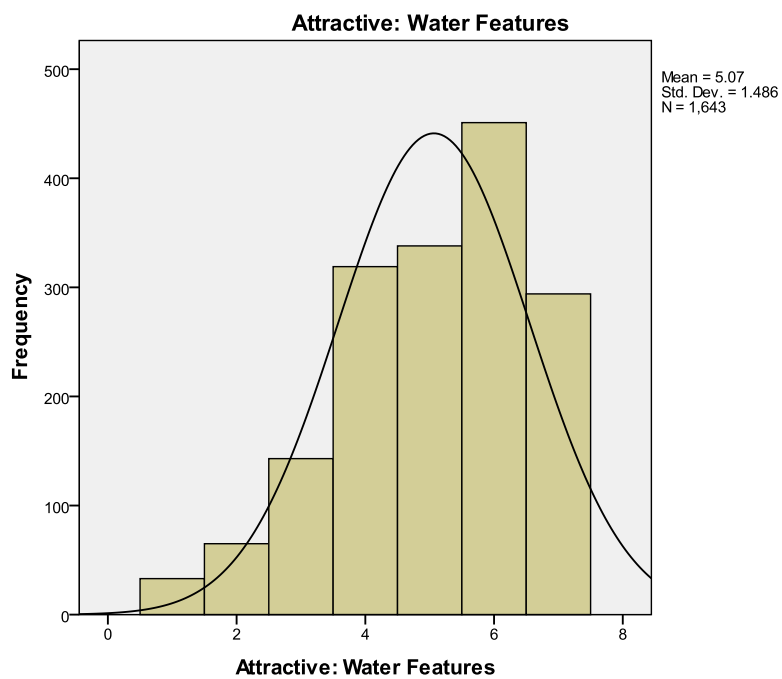 Attractive: Water Features
Mean = 5.07
Std. Dev. = 1.486
N = 1,643
500
400
300
200
100
0
Frequency
0 2 4 6 8
Attractive: Water Features